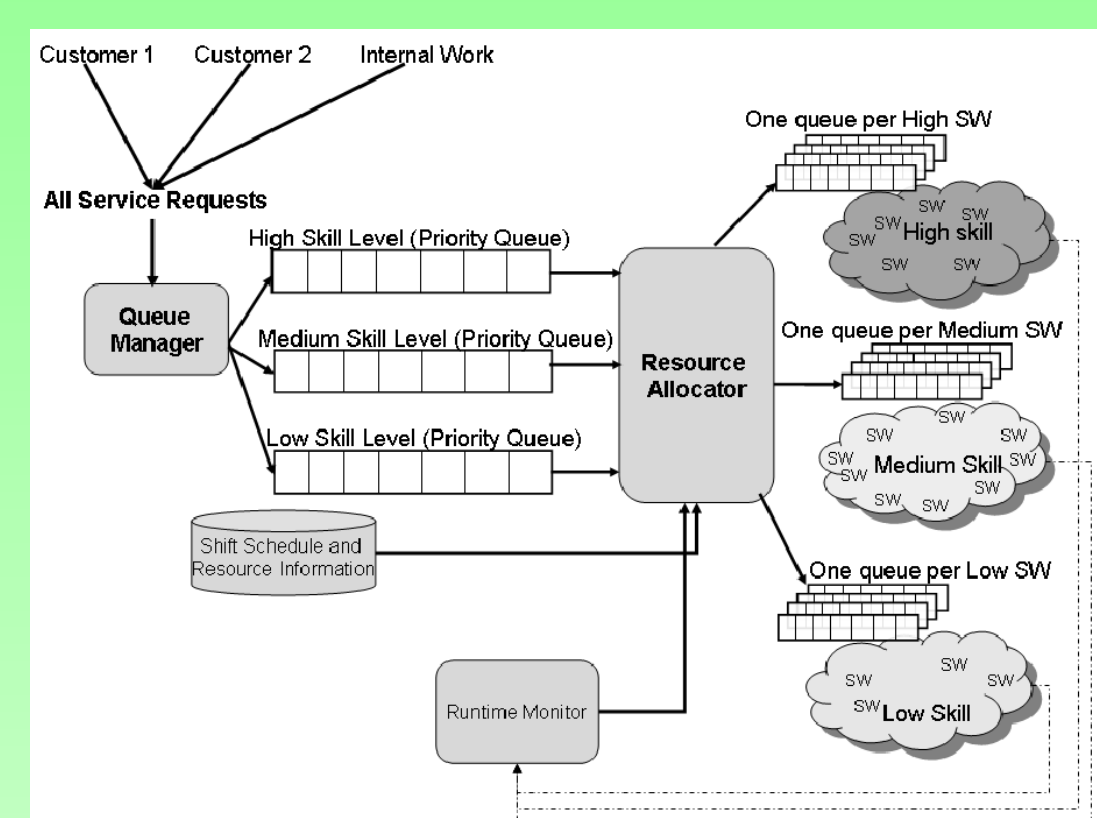 Customer 1
Customer 2
Internal Work
All Service Requests
Queue
Manager
High Skill Level (Priority Queue)
Medium Skill Level (Priority Queue)
Low Skill Level (Priority Queue)
Shift Schedule and
Resource Information
Runtime Monitor
Resource
Allocator
One queue per High SW
SW
SW
SW
SW
High skill
SW
SW
One queue per Medium SW
SW
SW
SW
SW
Medium Skill
SW
SW
SW
SW
SW
One queue per Low SW
SW
SW
SW
SW
Low Skill